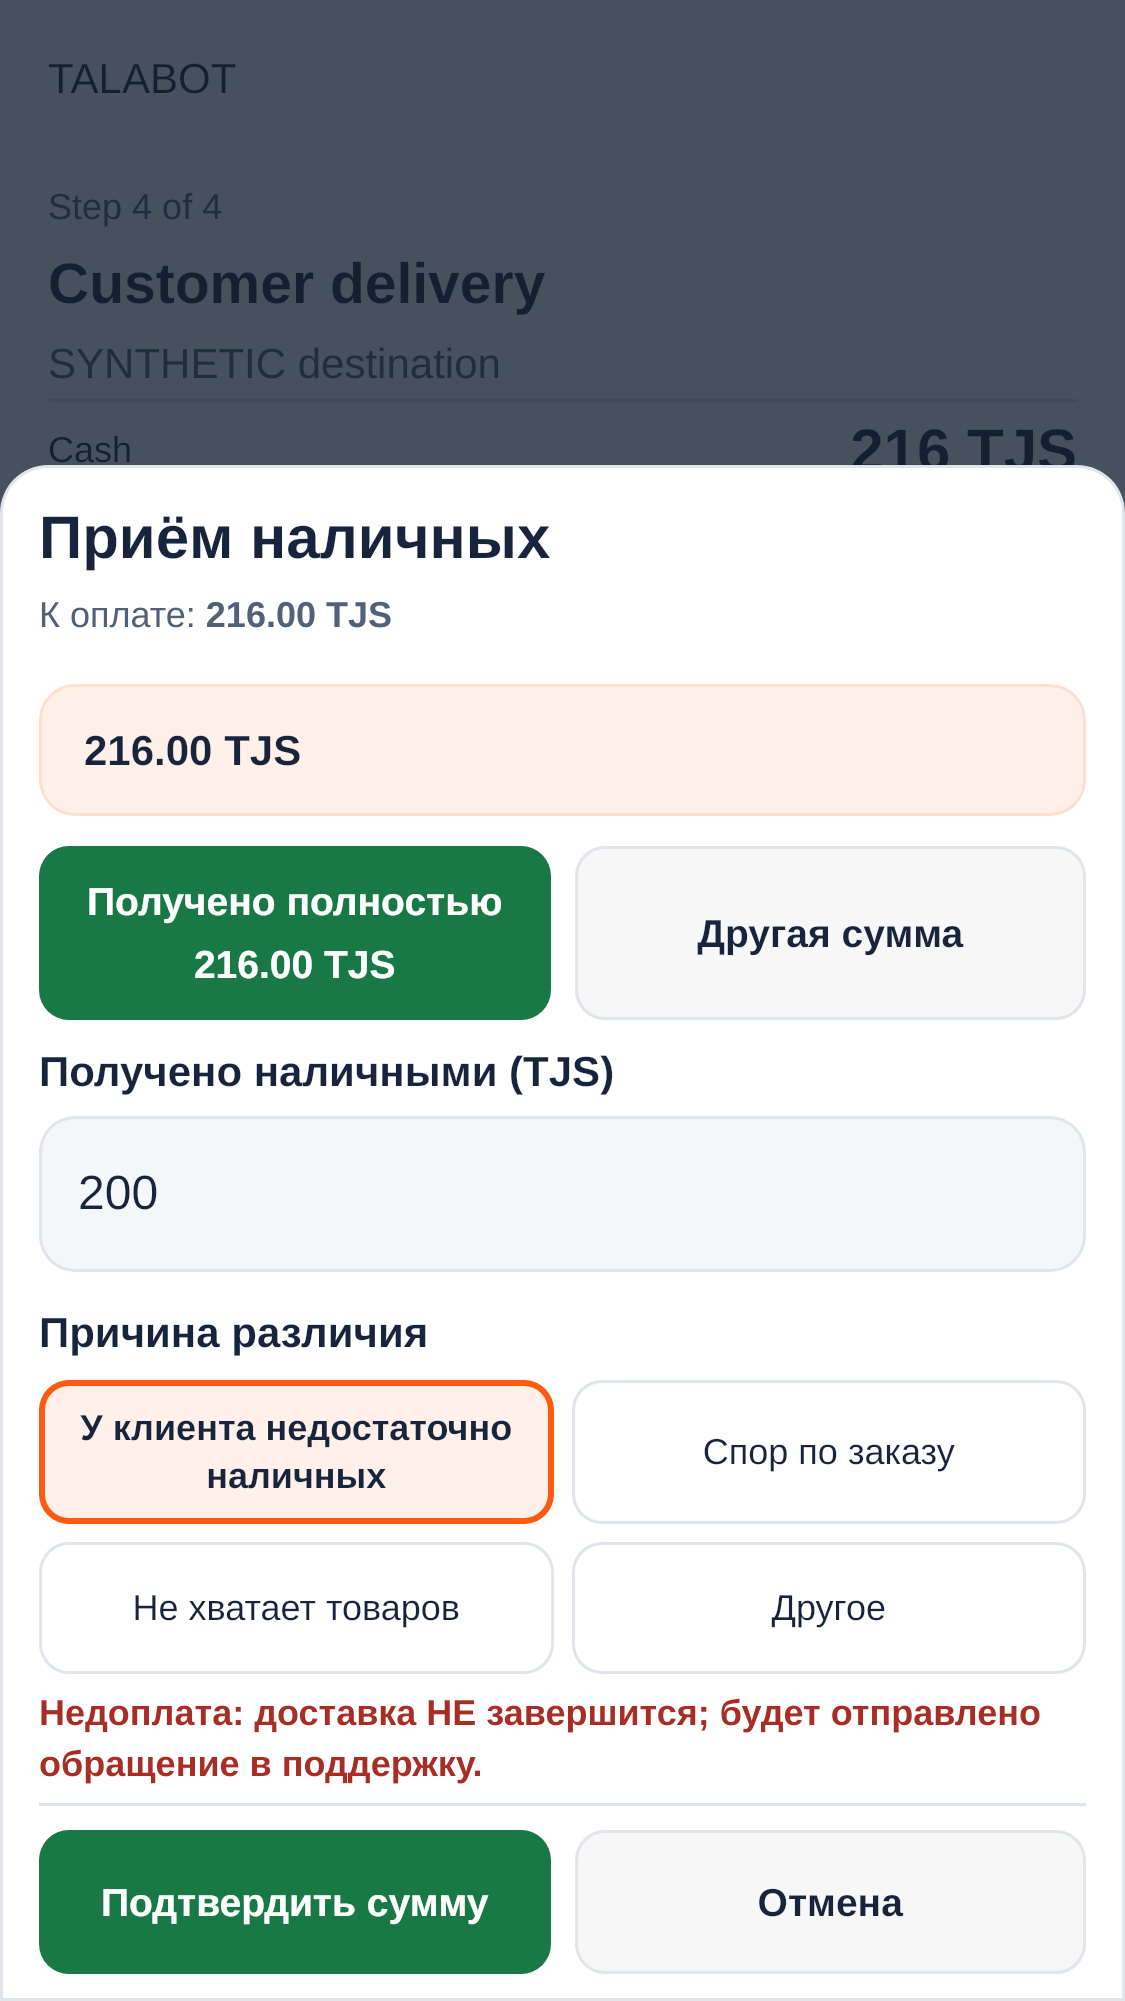 TALABOT
Step 4 of 4
Customer delivery
SYNTHETIC destination
Cash
216 TJS
Приём наличных
К оплате: 216.00 TJS
216.00 TJS
Получено полностью
216.00 TJS
Другая сумма
Получено наличными (TJS)
200
Причина различия
У клиента недостаточно
наличных
Спор по заказу
Не хватает товаров
Другое
Недоплата: доставка НЕ завершится; будет отправлено
обращение в поддержку.
Подтвердить сумму
Отмена